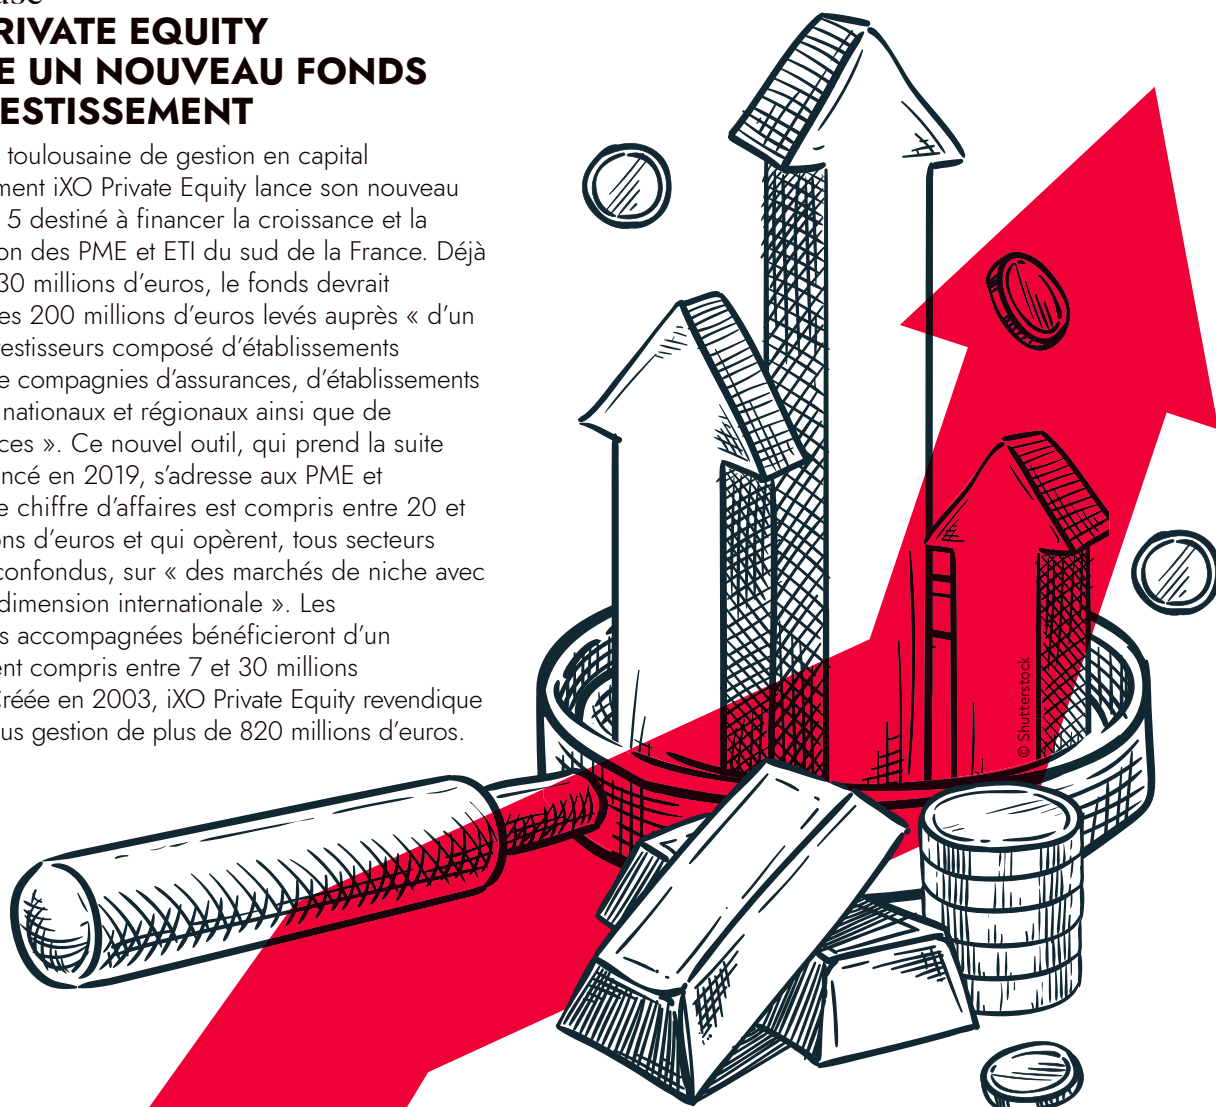 RIVATE EQUITY
E UN NOUVEAU FONDS
ESTISSEMENT
toulousaine de gestion en capital
ment iXO Private Equity lance son nouveau
5 destiné à financer la croissance et la
on des PME et ETI du sud de la France. Déjà
30 millions d’euros, le fonds devrait
es 200 millions d’euros levés auprès « d’un
estisseurs composé d’établissements
e compagnies d’assurances, d’établissements
nationaux et régionaux ainsi que de
ces ». Ce nouvel outil, qui prend la suite
ncé en 2019, s’adresse aux PME et
e chiffre d’affaires est compris entre 20 et
ns d’euros et qui opèrent, tous secteurs
confondus, sur « des marchés de niche avec
dimension internationale ». Les
s accompagnées bénéficieront d’un
ent compris entre 7 et 30 millions
Créée en 2003, iXO Private Equity revendique
us gestion de plus de 820 millions d’euros.
© Shutterstock